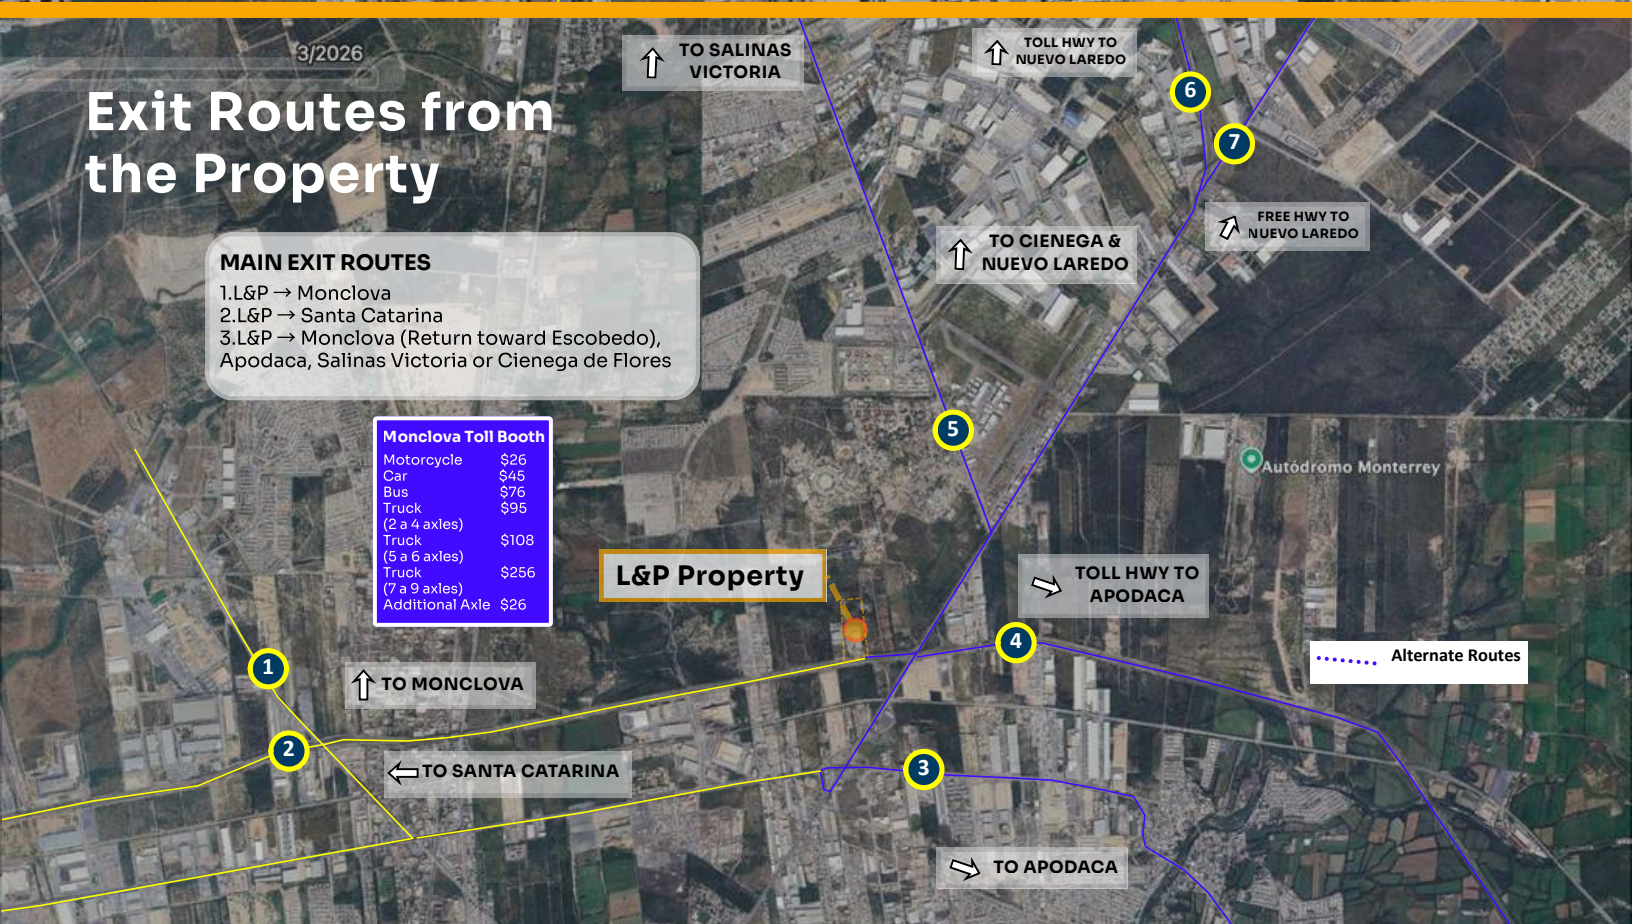 3/2026
Exit Routes from
the Property
MAIN EXIT ROUTES
1.L&P → Monclova
2.L&P → Santa Catarina
3.L&P → Monclova (Return toward Escobedo),
Apodaca, Salinas Victoria or Cienega de Flores
Monclova Toll Booth
Motorcycle $26
Car $45
Bus $76
Truck $95
(2 a 4 axles)
Truck $108
(5 a 6 axles)
Truck $256
(7 a 9 axles)
Additional Axle $26
TO SALINAS
VICTORIA
TOLL HWY TO
NUEVO LAREDO
6
7
FREE HWY TO
NUEVO LAREDO
TO CIENEGA &
NUEVO LAREDO
5
Autódromo Monterrey
L&P Property
TOLL HWY TO
APODACA
4
Alternate Routes
1
TO MONCLOVA
2
TO SANTA CATARINA
3
TO APODACA